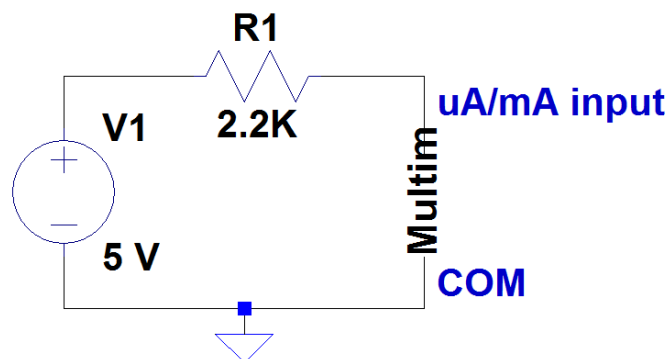 R1
2.2K
V1
5 V
uA/mA input
Multim
COM